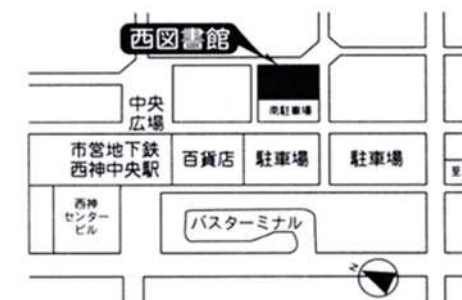 西図書館
中央
広場
南駐車場
市営地下鉄
西神中央駅
百貨店
駐車場
駐車場
至
西神
センター
ビル
バスターミナル
N